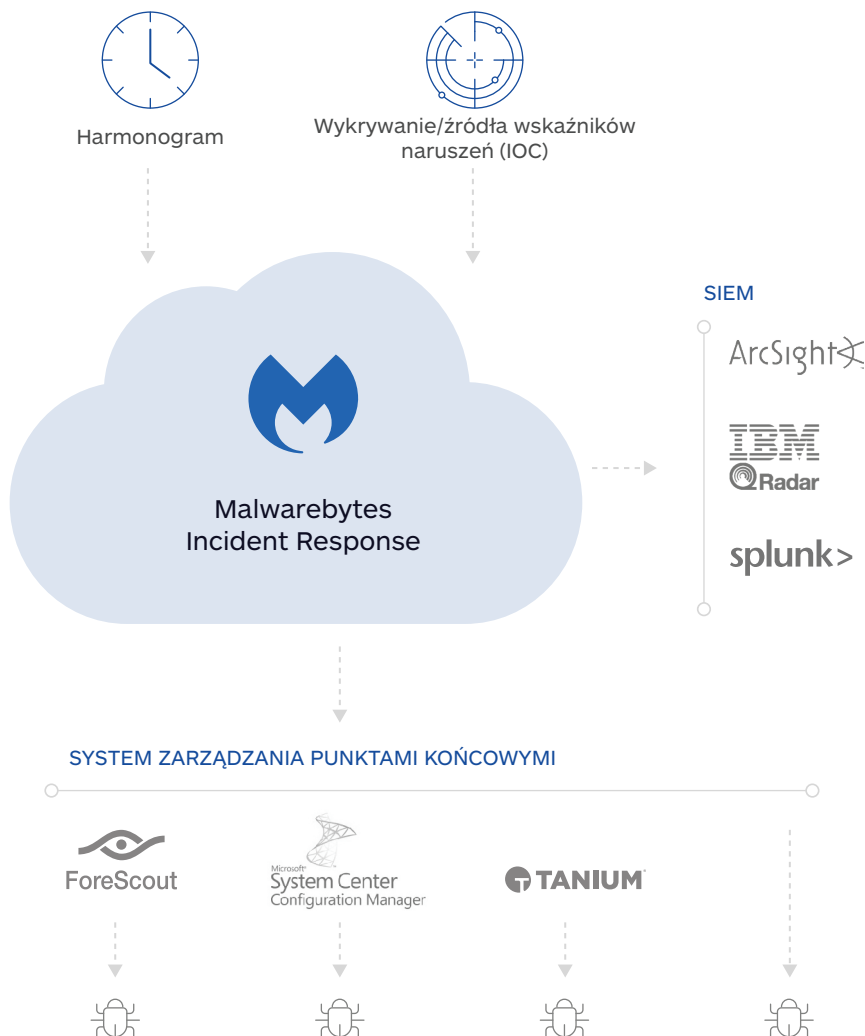 Harmonogram
Wykrywanie/źródła wskaźników
naruszeń (IOC)
SIEM
ArcSight
IBM
QRadar
splunk>
Malwarebytes
Incident Response
SYSTEM ZARZĄDZANIA PUNKTAMI KOŃCOWYMI
ForeScout
Microsoft
System Center
Configuration Manager
TANIUM